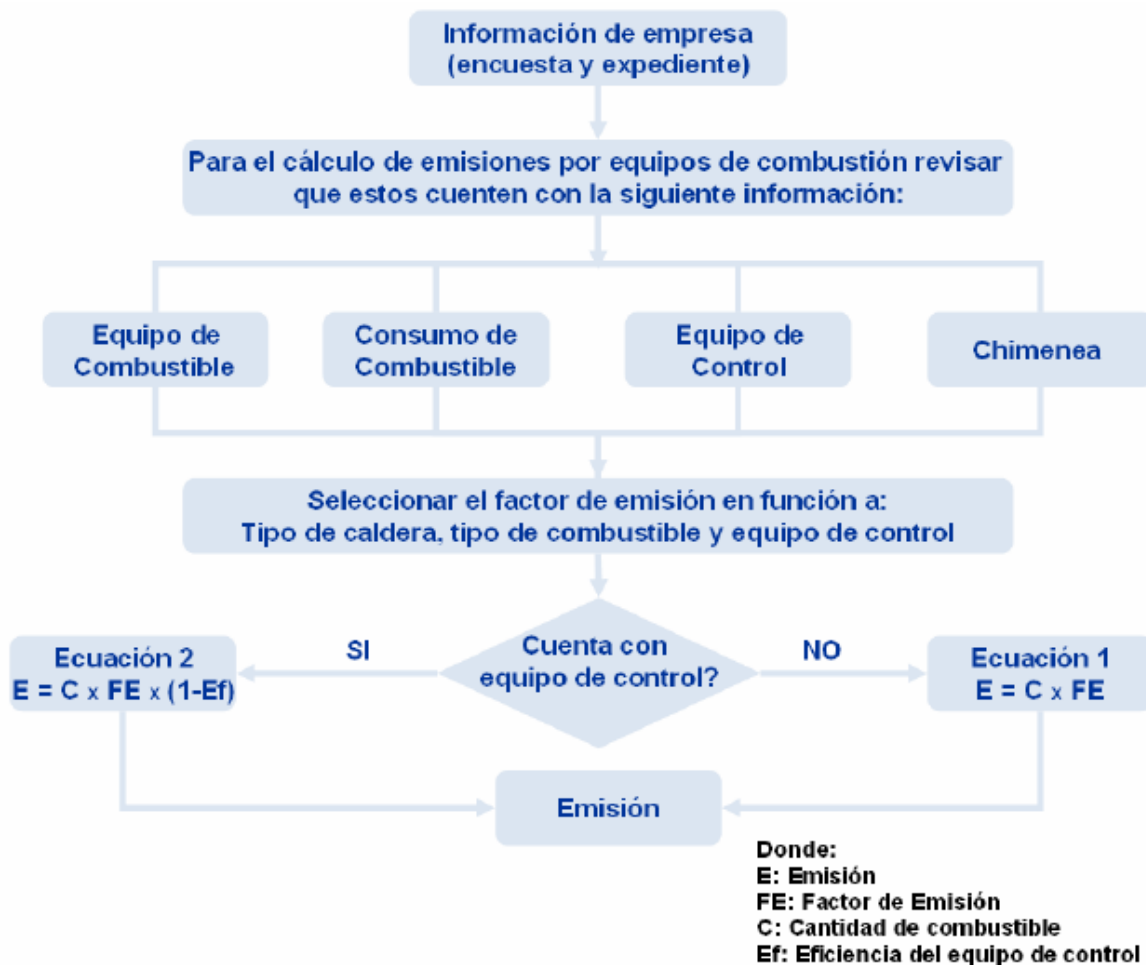 Información de empresa
(encuesta y expediente)
Para el cálculo de emisiones por equipos de combustión revisar
que estos cuenten con la siguiente información:
Equipo de
Combustible
Consumo de
Combustible
Equipo de
Control
Chimenea
Seleccionar el factor de emisión en función a:
Tipo de caldera, tipo de combustible y equipo de control
Cuenta con
equipo de control?
SI
NO
Ecuación 2
E = C x FE x (1-Ef)
Ecuación 1
E = C x FE
Emisión
Donde:
E: Emisión
FE: Factor de Emisión
C: Cantidad de combustible
Ef: Eficiencia del equipo de control